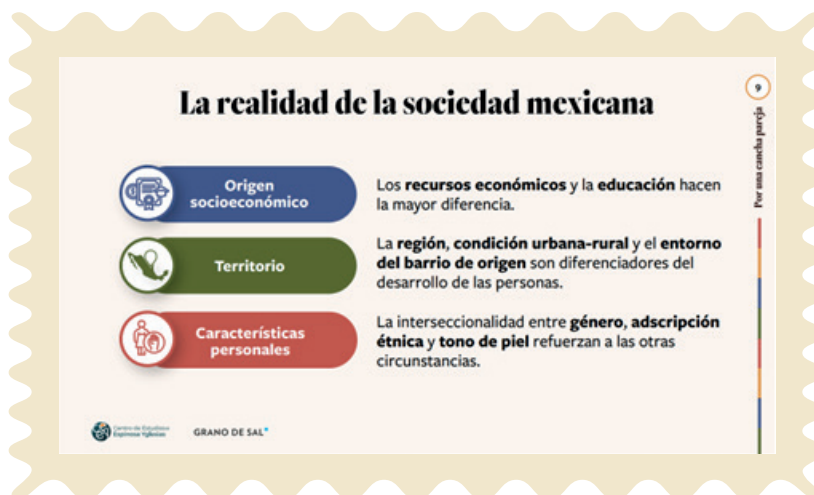 La realidad de la sociedad mexicana
9
Por una cancha pareja
Origen
socioeconómico
Los recursos económicos y la educación hacen
la mayor diferencia.
Territorio
La región, condición urbana-rural y el entorno
del barrio de origen son diferenciadores del
desarrollo de las personas.
Características
personales
La interseccionalidad entre género, adscripción
étnica y tono de piel refuerzan a las otras
circunstancias.
Centro de Estudios
Espinosa Yglesias
GRANO DE SAL